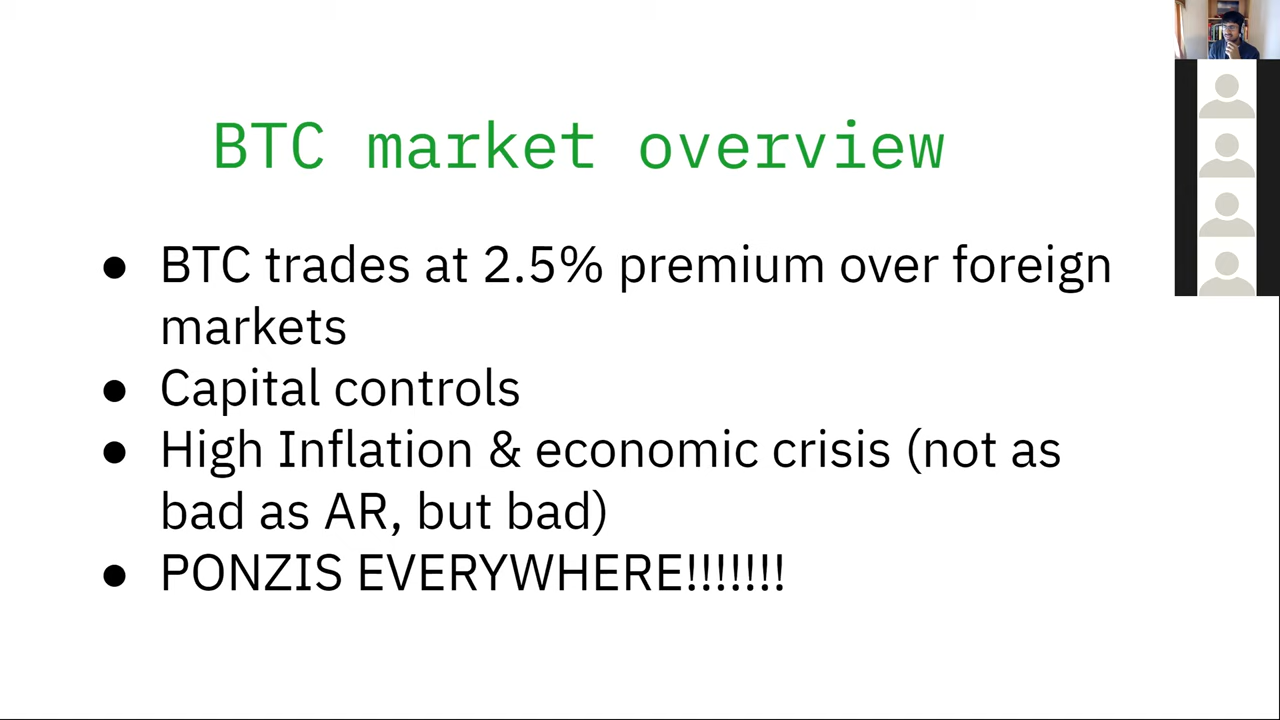 BTC market overview
● BTC trades at 2.5% premium over foreign
markets
● Capital controls
● High Inflation & economic crisis (not as
bad as AR, but bad)
● PONZIS EVERYWHERE!!!!!!!